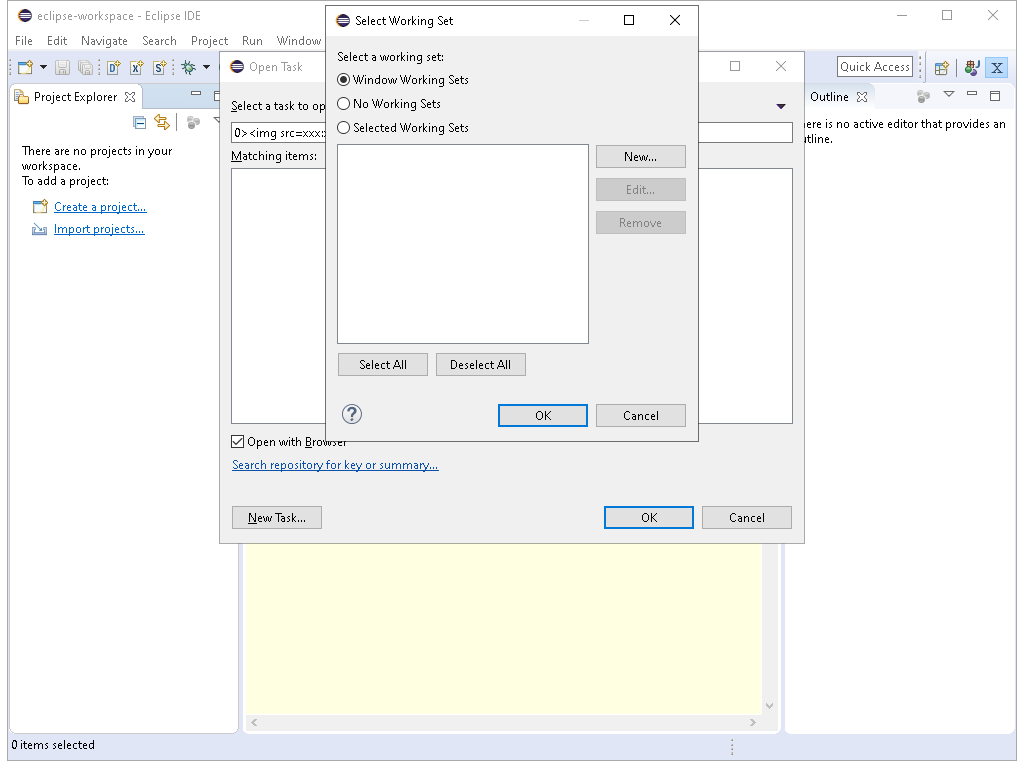 eclipse-workspace - Eclipse IDE
File Edit Navigate Search Project Run Window
Quick Access
Project Explorer
There are no projects in your
workspace.
To add a project:
Create a project...
Import projects...
Open Task
Select a task to op
0><img src=xxx:
Matching items:
Open with Browser
Search repository for key or summary...
New Task...
OK
Cancel
Select Working Set
Select a working set:
Window Working Sets
No Working Sets
Selected Working Sets
New...
Edit...
Remove
Select All
Deselect All
OK
Cancel
Outline
ere is no active editor that provides an
utline.
0 items selected